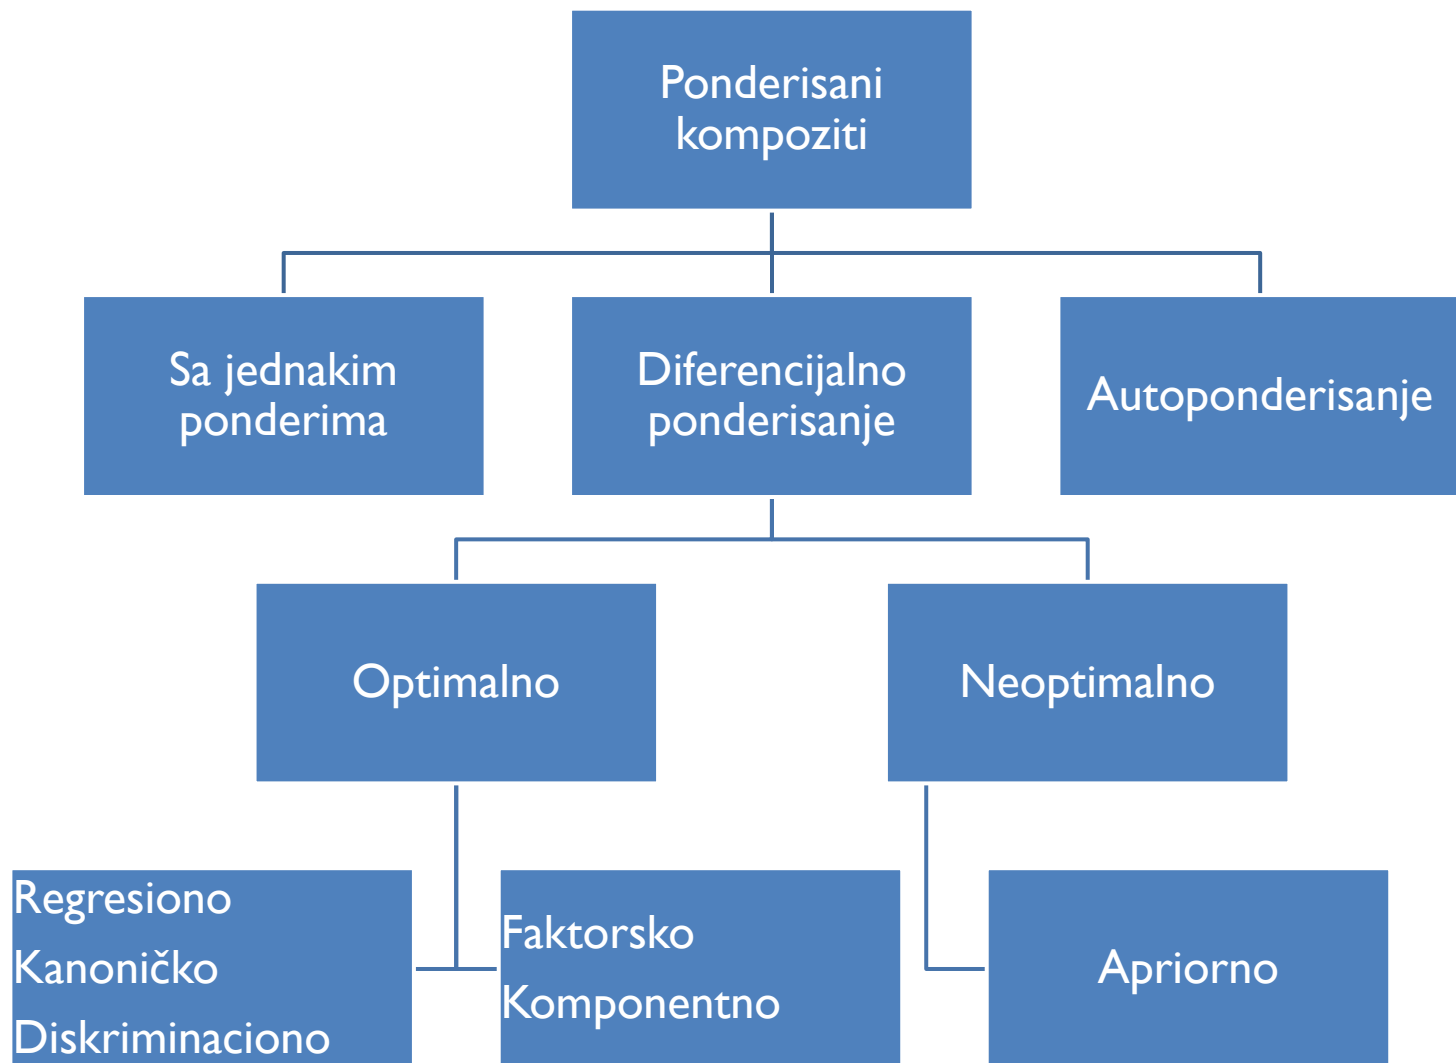 Ponderisani
kompoziti
Sa jednakim
ponderima
Diferencijalno
ponderisanje
Autoponderisanje
Optimalno
Neoptimalno
Regresiono
Kanoničko
Diskriminaciono
Faktorsko
Komponentno
Apriorno